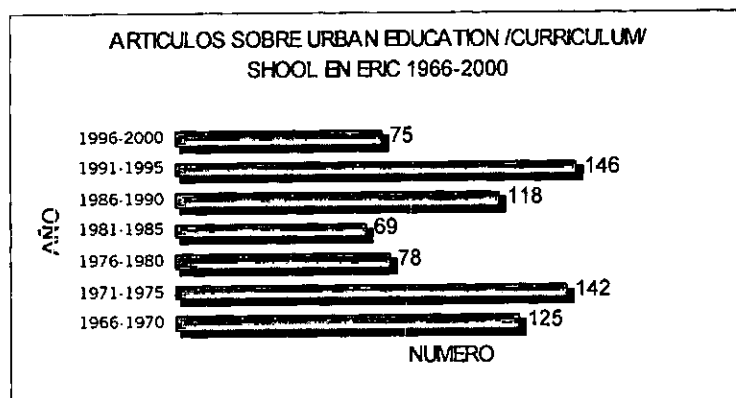 ARTICULOS SOBRE URBAN EDUCATION /CURRICULUM/
SHOOL EN ERIC 1966-2000
1996-2000 75
1991-1995 146
1986-1990 118
1981-1985 69
1976-1980 78
1971-1975 142
1966-1970 125
AÑO
NUMERO